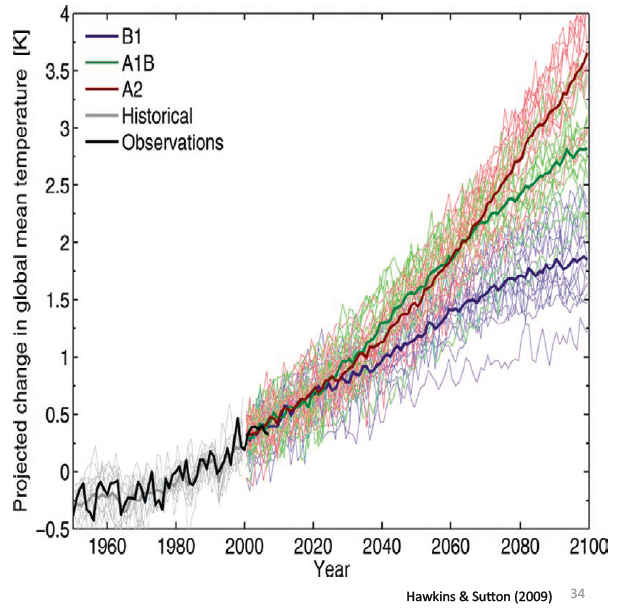 Projected change in global mean temperature [K]
4
3.5
3
2.5
2
1.5
1
0.5
0
−0.5
B1
A1B
A2
Historical
Observations
1960 1980 2000 2020 2040 2060 2080 2100
Year
Hawkins & Sutton (2009) 34